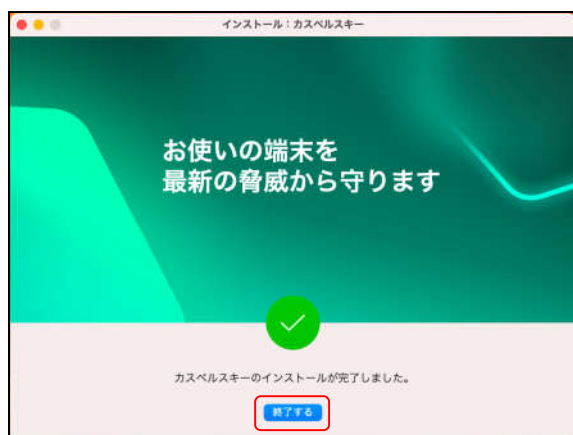 インストール：カスペルスキー
お使いの端末を
最新の脅威から守ります
カスペルスキーのインストールが完了しました。
終了する